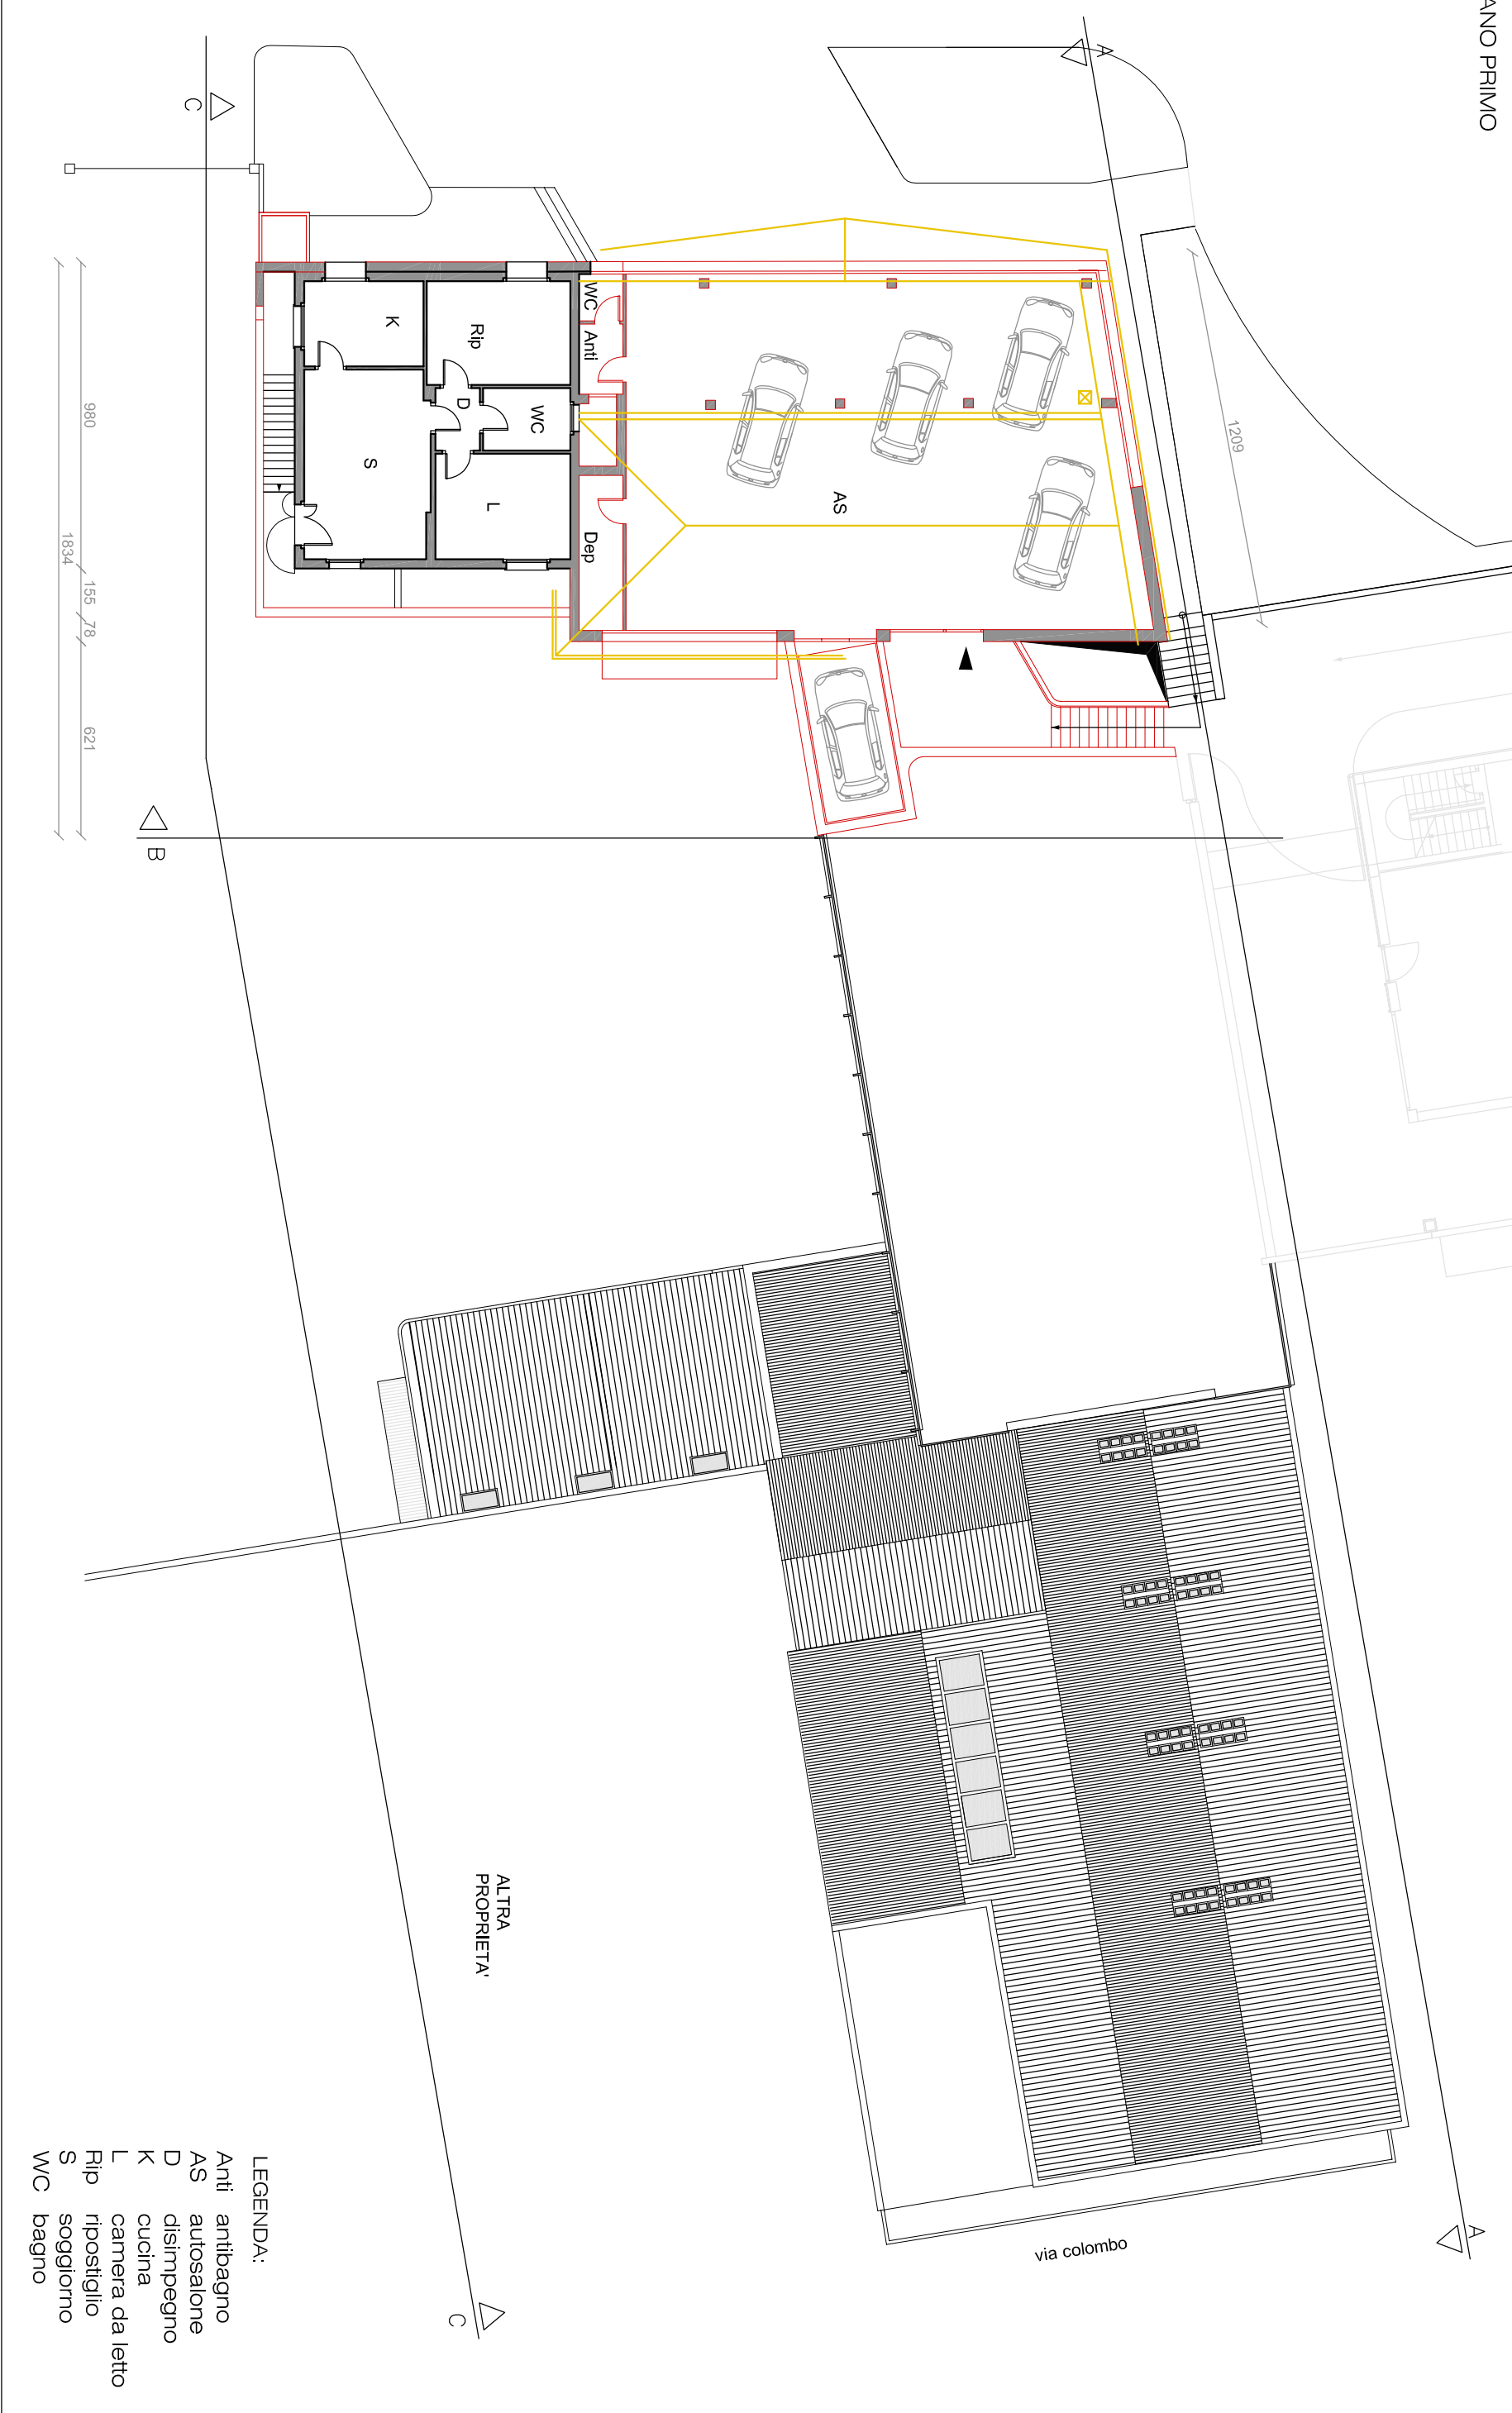 ANO PRIMO
A
C
1209
WC
Anti
K
Rip
D
WC
S
L
AS
Dep
980
155
78
621
1834
B
ALTRA
PROPRIETA'
via colombo
A
C
LEGENDA:
Anti antibagno
AS autosalone
D disimpegno
K cucina
L camera da letto
Rip ripostiglio
S soggiorno
WC bagno